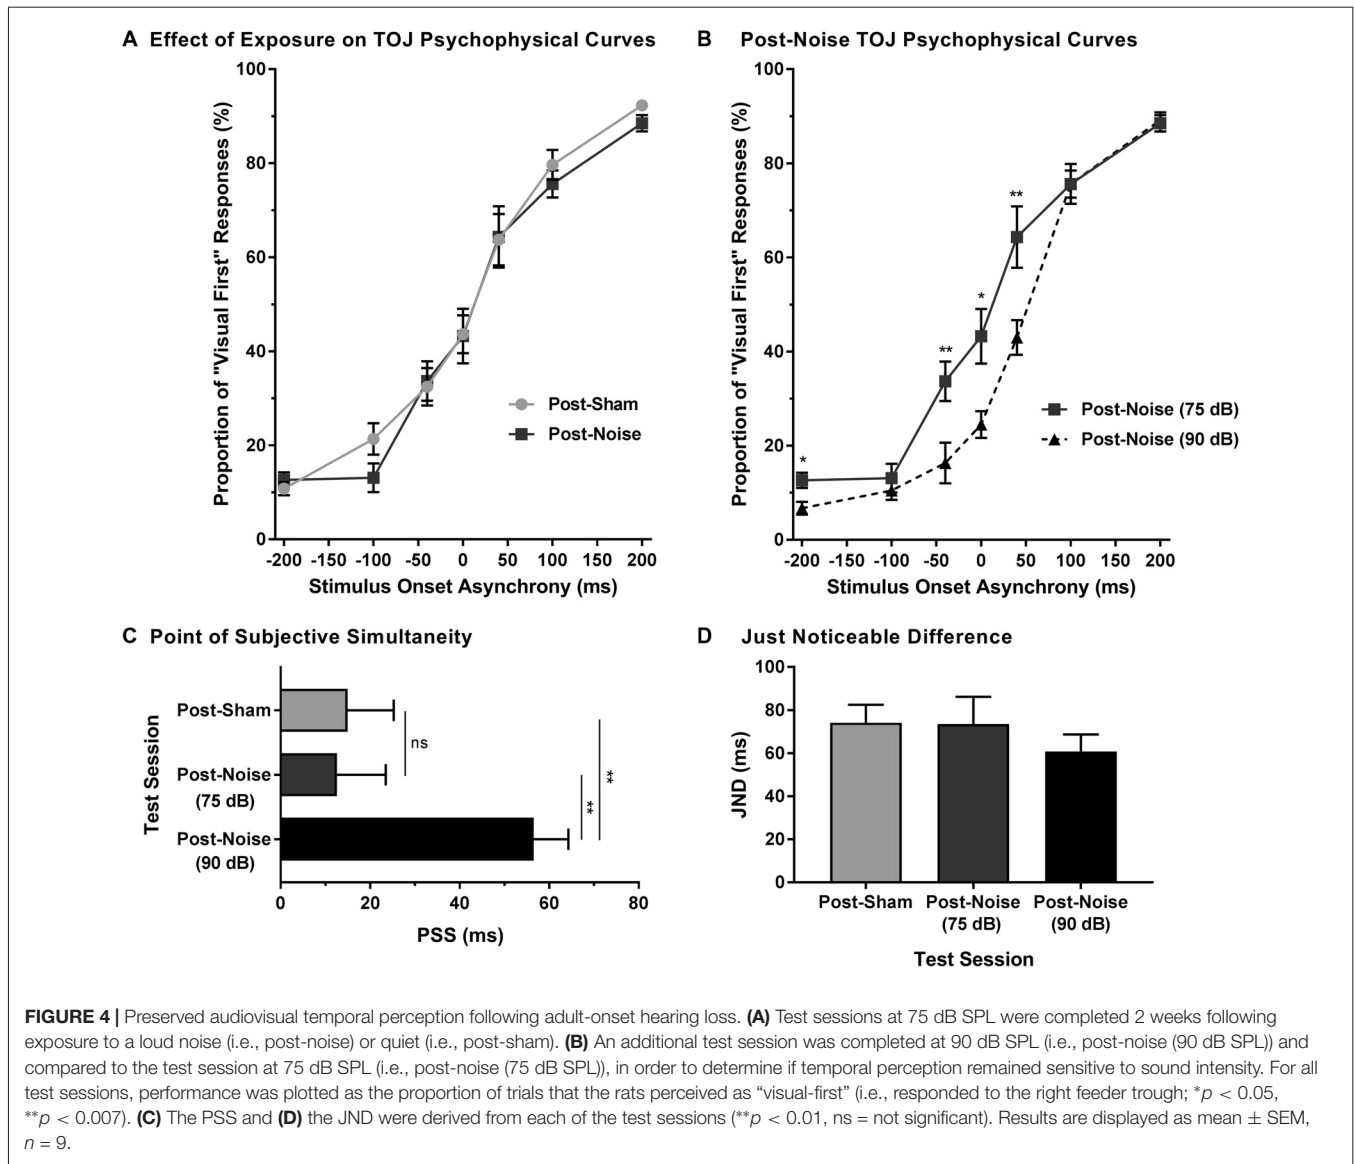 A Effect of Exposure on TOJ Psychophysical Curves
100
80
60
40
20
0
Proportion of "Visual First" Responses (%)
Post-Sham
Post-Noise
-200 -150 -100 -50 0 50 100 150 200
Stimulus Onset Asynchrony (ms)
B Post-Noise TOJ Psychophysical Curves
100
80
60
40
20
0
Proportion of "Visual First" Responses (%)
*
**
*
**
Post-Noise (75 dB)
Post-Noise (90 dB)
-200 -150 -100 -50 0 50 100 150 200
Stimulus Onset Asynchrony (ms)
C Point of Subjective Simultaneity
Test Session
Post-Sham
Post-Noise
(75 dB)
Post-Noise
(90 dB)
ns
**
**
0 20 40 60 80
PSS (ms)
D Just Noticeable Difference
100
80
60
40
20
0
JND (ms)
Post-Sham Post-Noise Post-Noise
(75 dB) (90 dB)
Test Session
FIGURE 4 | Preserved audiovisual temporal perception following adult-onset hearing loss. (A) Test sessions at 75 dB SPL were completed 2 weeks following
exposure to a loud noise (i.e., post-noise) or quiet (i.e., post-sham). (B) An additional test session was completed at 90 dB SPL (i.e., post-noise (90 dB SPL)) and
compared to the test session at 75 dB SPL (i.e., post-noise (75 dB SPL)), in order to determine if temporal perception remained sensitive to sound intensity. For all
test sessions, performance was plotted as the proportion of trials that the rats perceived as “visual-first” (i.e., responded to the right feeder trough; *p < 0.05,
**p < 0.007). (C) The PSS and (D) the JND were derived from each of the test sessions (**p < 0.01, ns = not significant). Results are displayed as mean ± SEM,
n = 9.